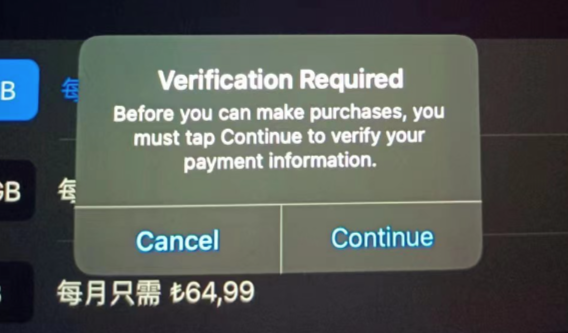 B
每
Verification Required
Before you can make purchases, you
must tap Continue to verify your
payment information.
GB
每
Cancel
Continue
每月只需 ₺64,99